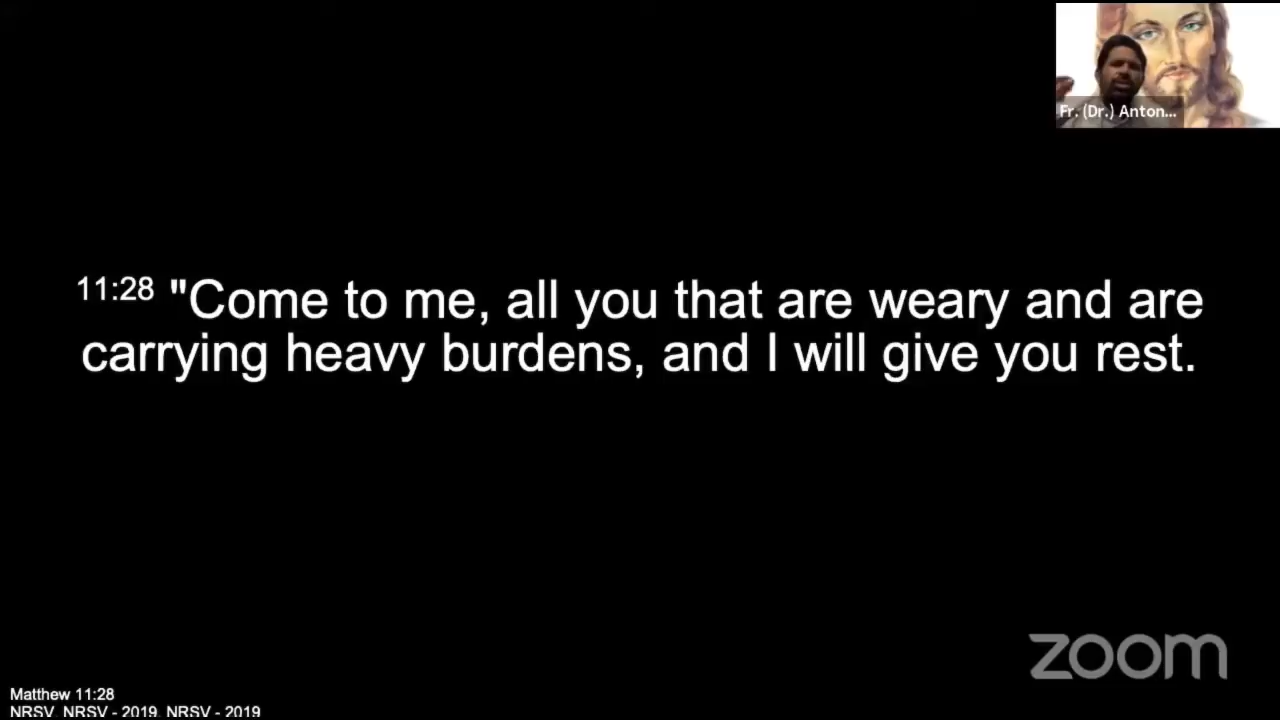 Fr. (Dr.) Anton...
11:28 "Come to me, all you that are weary and are
carrying heavy burdens, and I will give you rest.
zoom
Matthew 11:28
NRSV, NRSV - 2019, NRSV - 2019